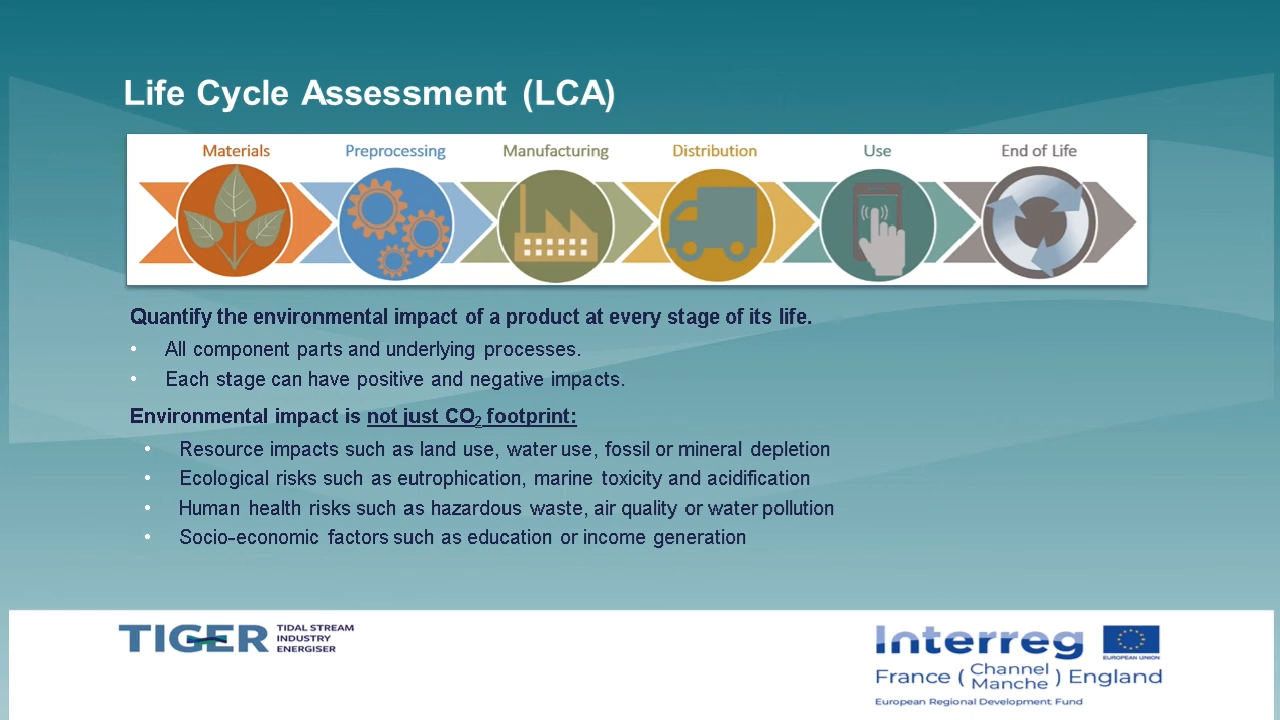 Life Cycle Assessment (LCA)
Materials Preprocessing Manufacturing Distribution Use End of Life
Quantify the environmental impact of a product at every stage of its life.
• All component parts and underlying processes.
• Each stage can have positive and negative impacts.
Environmental impact is not just CO₂ footprint:
• Resource impacts such as land use, water use, fossil or mineral depletion
• Ecological risks such as eutrophication, marine toxicity and acidification
• Human health risks such as hazardous waste, air quality or water pollution
• Socio-economic factors such as education or income generation
TIGER
TIDAL STREAM
INDUSTRY
ENERGISER
Interreg
EUROPEAN UNION
France ( Channel Manche ) England
European Regional Development Fund